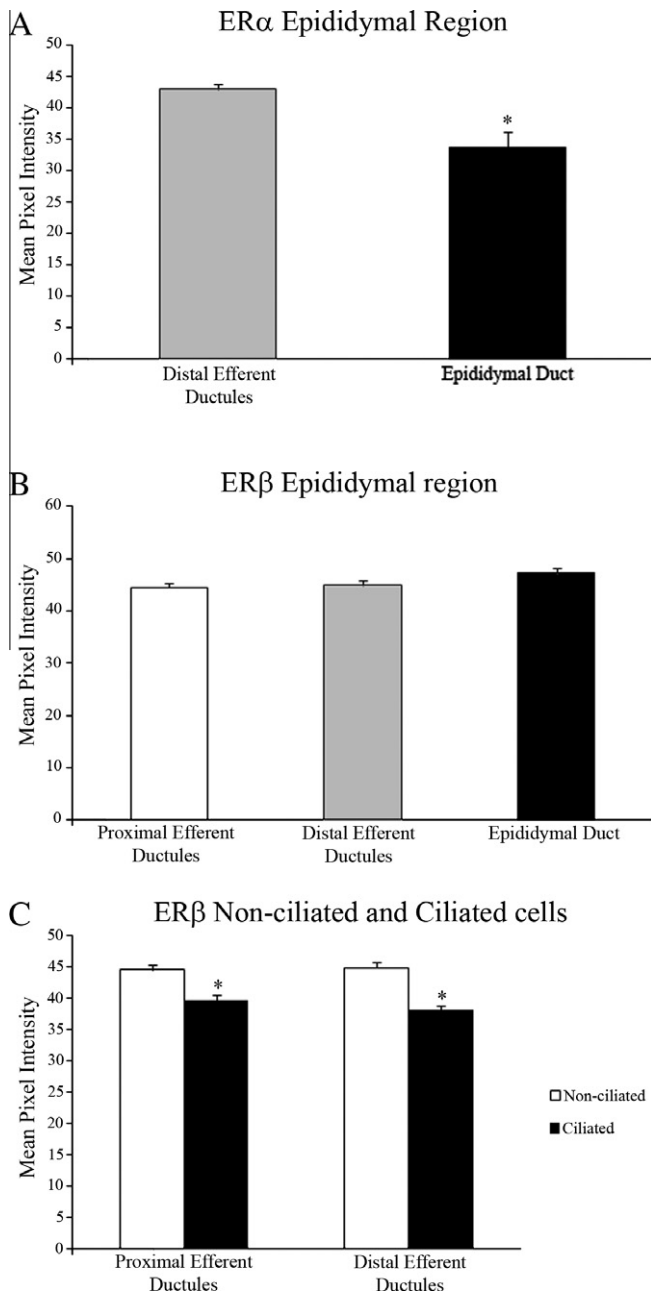 A
ERα Epididymal Region
Mean Pixel Intensity
50
45
40
35
30
25
20
15
10
5
0
*
Distal Efferent
Ductules
Epididymal Duct
B
ERβ Epididymal region
Mean Pixel Intensity
60
50
40
30
20
10
0
Proximal Efferent
Ductules
Distal Efferent
Ductules
Epididymal Duct
C
ERβ Non-ciliated and Ciliated cells
Mean Pixel Intensity
50
45
40
35
30
25
20
15
10
5
0
*
*
Non-ciliated
Ciliated
Proximal Efferent
Ductules
Distal Efferent
Ductules